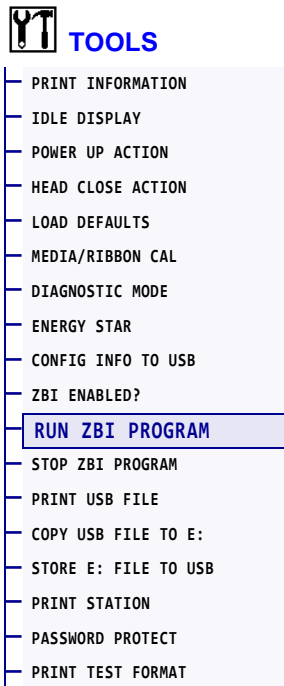 TOOLS
PRINT INFORMATION
IDLE DISPLAY
POWER UP ACTION
HEAD CLOSE ACTION
LOAD DEFAULTS
MEDIA/RIBBON CAL
DIAGNOSTIC MODE
ENERGY STAR
CONFIG INFO TO USB
ZBI ENABLED?
RUN ZBI PROGRAM
STOP ZBI PROGRAM
PRINT USB FILE
COPY USB FILE TO E:
STORE E: FILE TO USB
PRINT STATION
PASSWORD PROTECT
PRINT TEST FORMAT